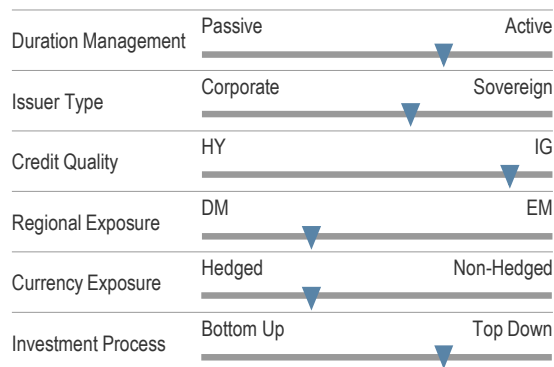 Duration Management
Passive Active
Issuer Type
Corporate Sovereign
Credit Quality
HY IG
Regional Exposure
DM EM
Currency Exposure
Hedged Non-Hedged
Investment Process
Bottom Up Top Down